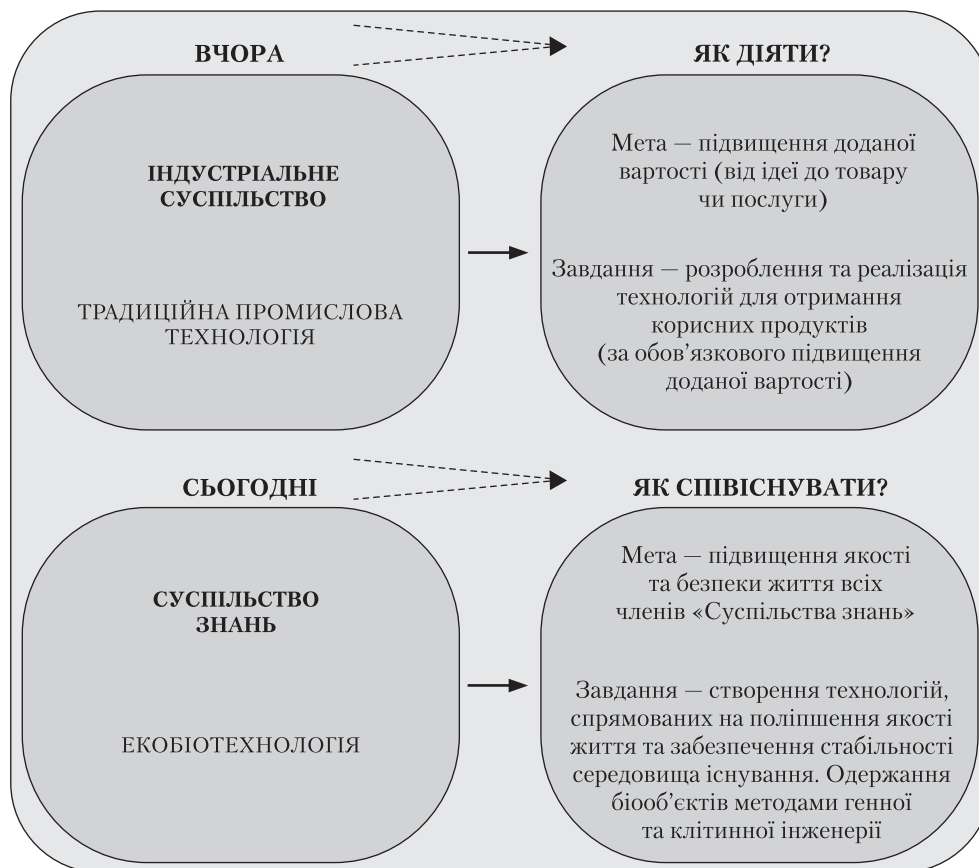 ВЧОРА
ЯК ДІЯТИ?
ІНДУСТРІАЛЬНЕ
СУСПІЛЬСТВО
ТРАДИЦІЙНА ПРОМИСЛОВА
ТЕХНОЛОГІЯ
Мета — підвищення доданої
вартості (від ідеї до товару
чи послуги)
Завдання — розроблення та реалізація
технологій для отримання
корисних продуктів
(за обов’язкового підвищення
доданої вартості)
СЬОГОДНІ
ЯК СПІВІСНУВАТИ?
СУСПІЛЬСТВО
ЗНАНЬ
ЕКОБІОТЕХНОЛОГІЯ
Мета — підвищення якості
та безпеки життя всіх
членів «Суспільства знань»
Завдання — створення технологій,
спрямованих на поліпшення якості
життя та забезпечення стабільності
середовища існування. Одержання
біооб’єктів методами генної
та клітинної інженерії